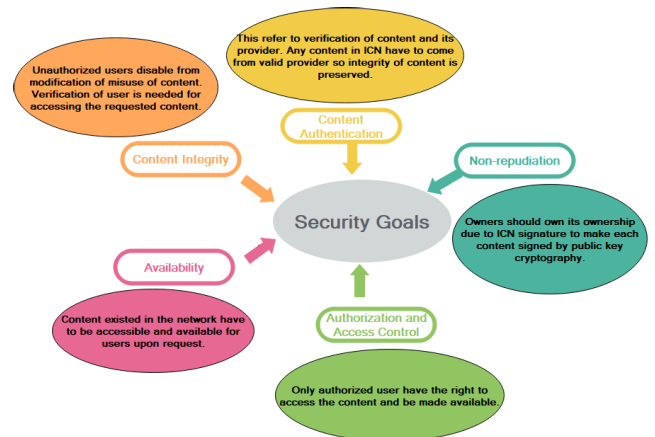 This refer to verification of content and its
provider. Any content in ICN have to come
from valid provider so integrity of content is
preserved.
Unauthorized users disable from
modification of misuse of content.
Verification of user is needed for
accessing the requested content.
Content
Authentication
Content Integrity
Non-repudiation
Security Goals
Owners should own its ownership
due to ICN signature to make each
content signed by public key
cryptography.
Availability
Content existed in the network have
to be accessible and available for
users upon request.
Authorization and
Access Control
Only authorized user have the right to
access the content and be made available.